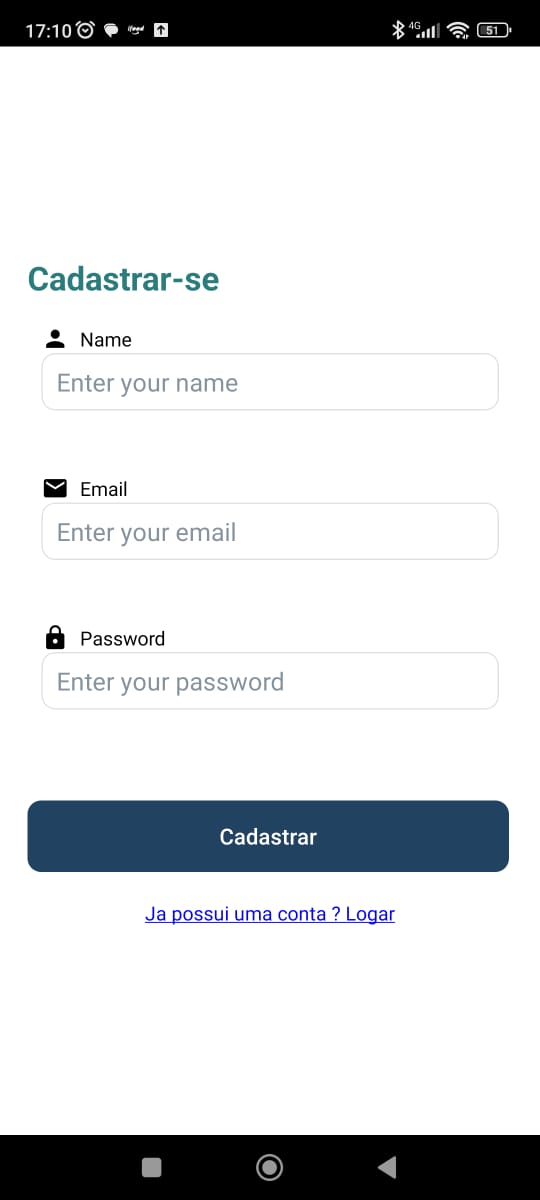 17:10 ifood 4G 51
Cadastrar-se
Name
Enter your name
Email
Enter your email
Password
Enter your password
Cadastrar
Ja possui uma conta ? Logar